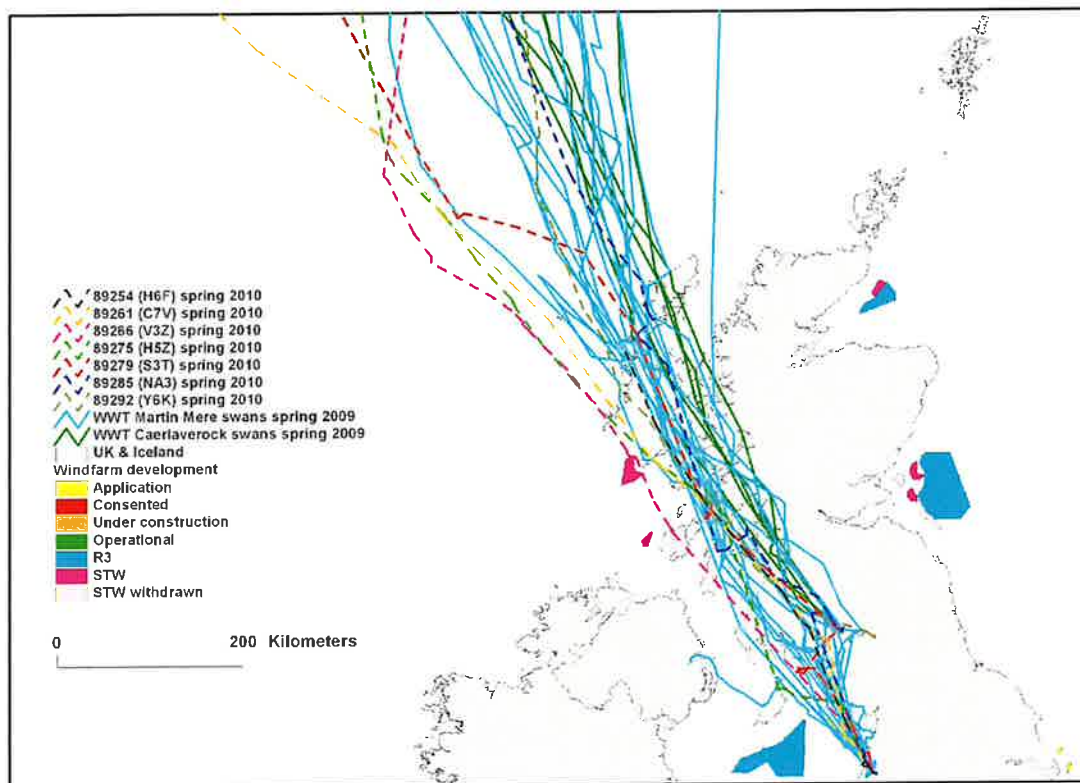 89254 (H6F) spring 2010
89261 (C7V) spring 2010
89266 (V3Z) spring 2010
89275 (H5Z) spring 2010
89279 (S3T) spring 2010
89285 (NA3) spring 2010
89292 (Y6K) spring 2010
WWT Martin Mere swans spring 2009
WWT Caerlaverock swans spring 2009
UK & Iceland
Windfarm development
Application
Consented
Under construction
Operational
R3
STW
STW withdrawn
0 200 Kilometers